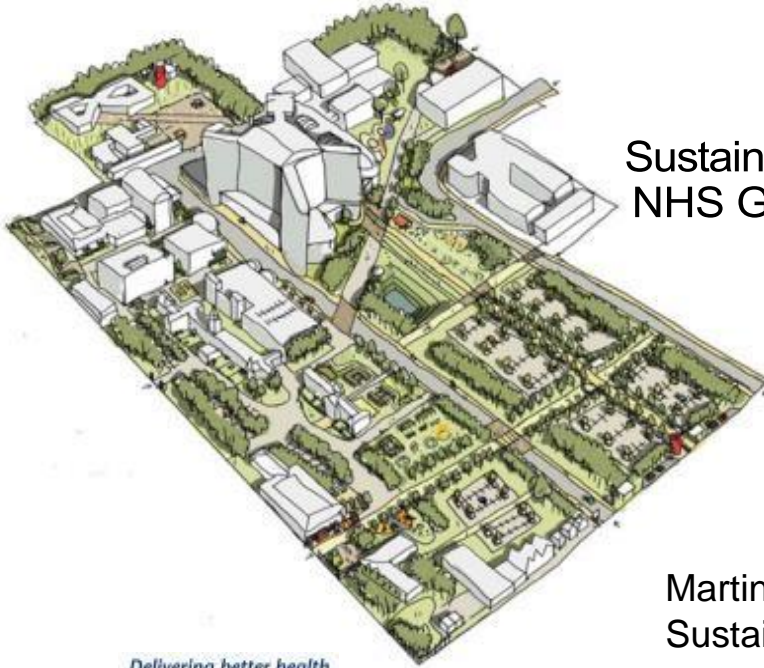 Sustain
NHS G
Martin
Sustai
Delivering better health